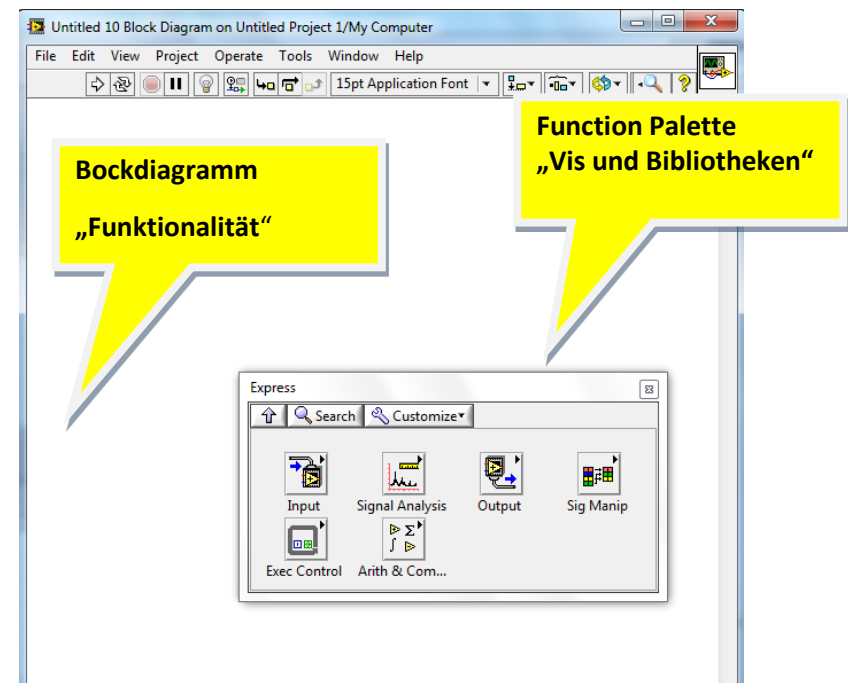 Untitled 10 Block Diagram on Untitled Project 1/My Computer
File Edit View Project Operate Tools Window Help
15pt Application Font
Bockdiagramm
„Funktionalität“
Function Palette
„Vis und Bibliotheken“
Express
Search Customize
Input Signal Analysis Output Sig Manip
Exec Control Arith & Com...